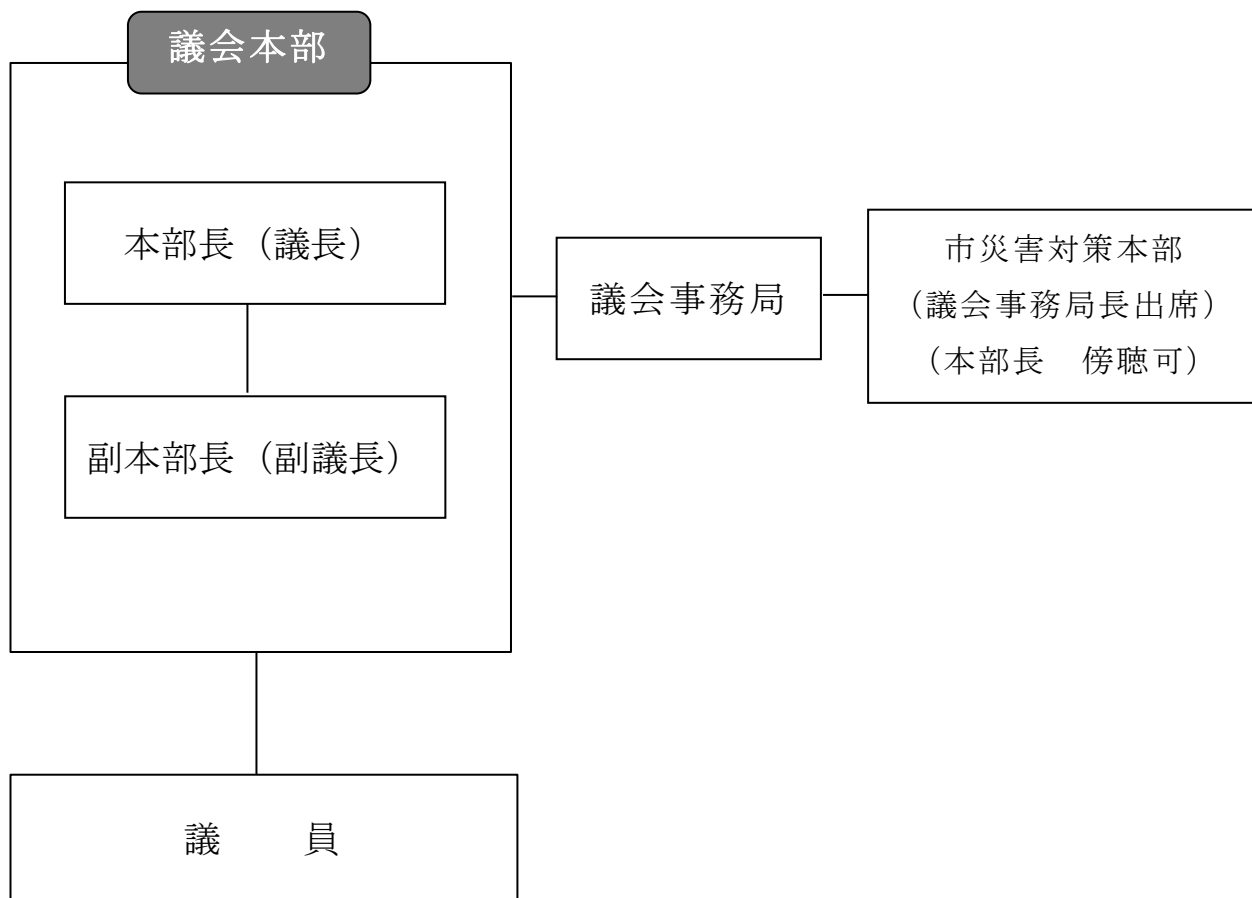 議会本部
本部長（議長）
副本部長（副議長）
議会事務局
市災害対策本部
（議会事務局長出席）
（本部長　傍聴可）
議　　員